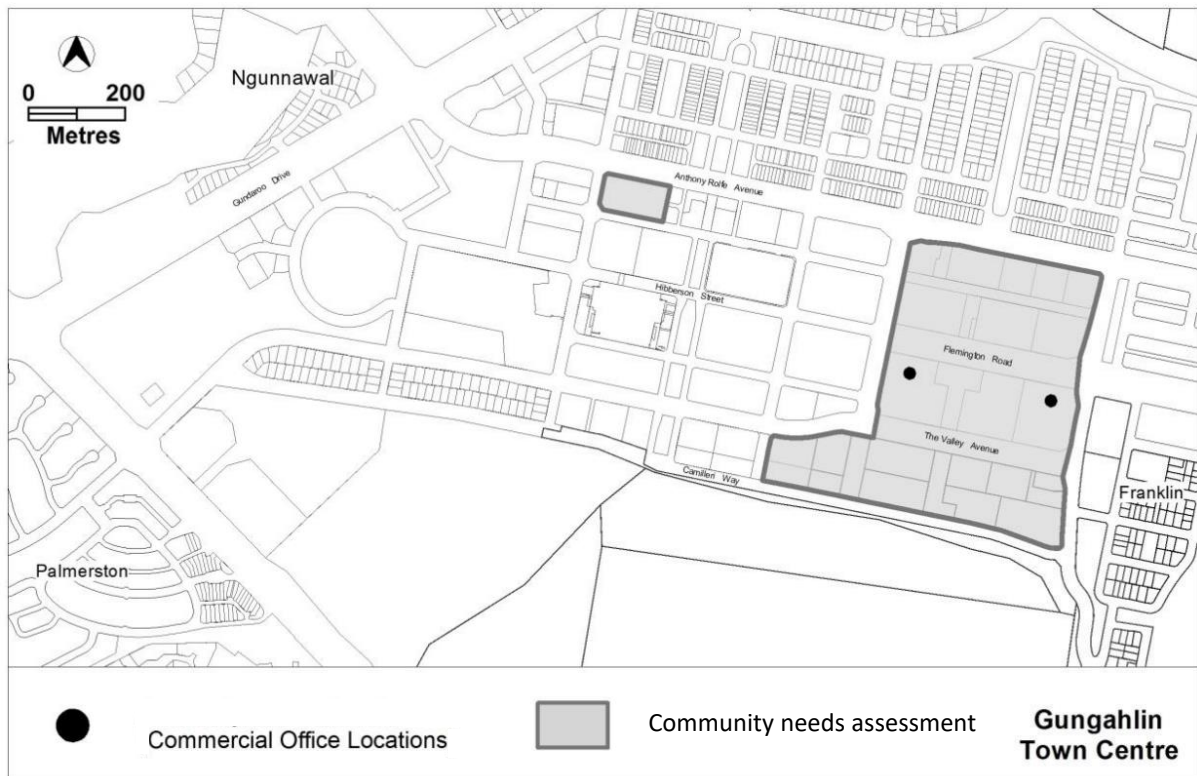 Ngunnawal
0 200
Metres
Gundaroo Drive
Anthony Rolfe Avenue
Hibberson Street
Flemington Road
The Valley Avenue
Camilleri Way
Franklin
Palmerston
Commercial Office Locations
Community needs assessment
Gungahlin
Town Centre